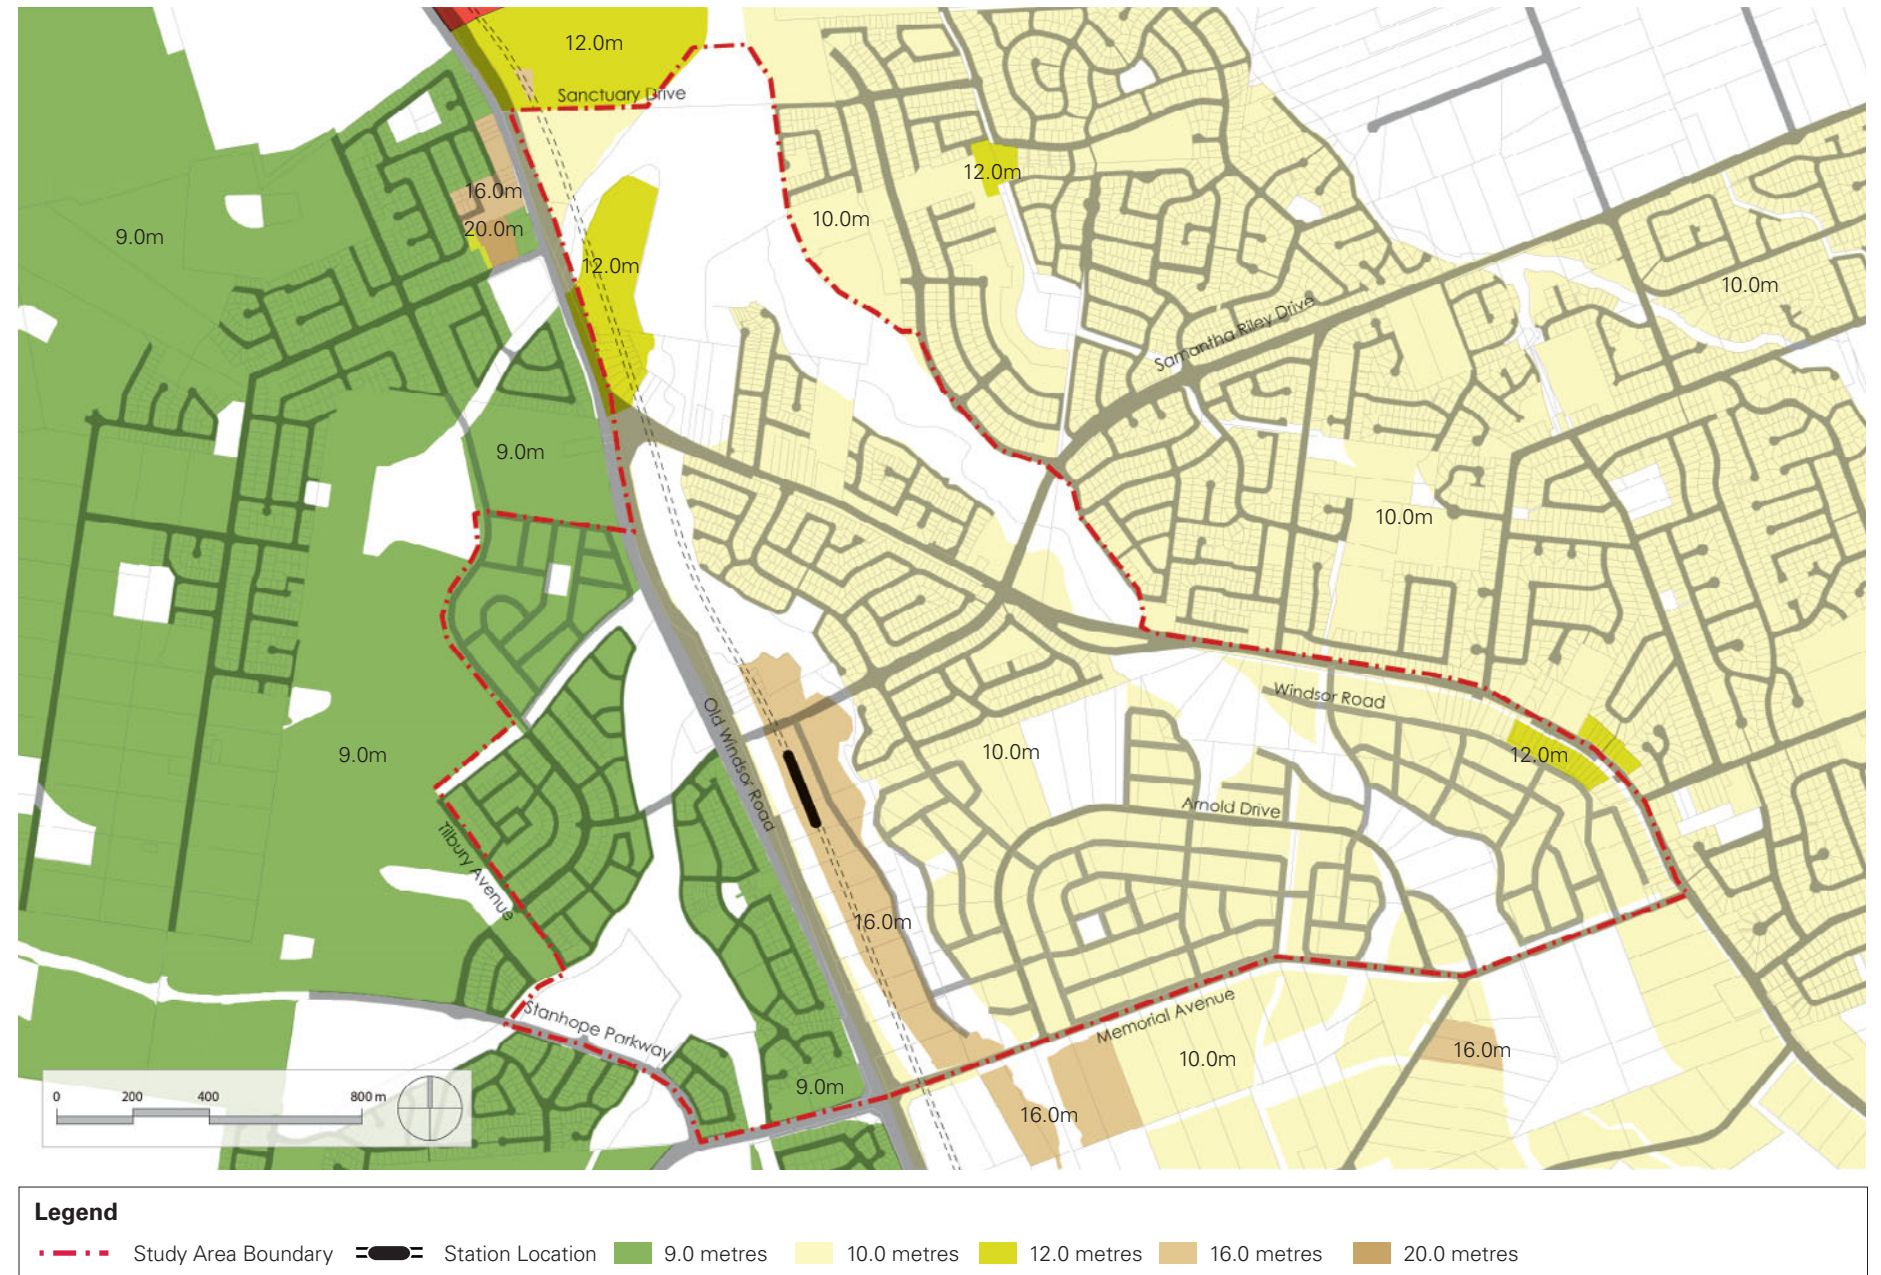 12.0m
Sanctuary Drive
12.0m
16.0m
10.0m
20.0m
9.0m
12.0m
10.0m
Samantha Riley Drive
9.0m
10.0m
Windsor Road
Old Windsor Road
9.0m
10.0m
12.0m
Arnold Drive
Tilbury Avenue
16.0m
Stanhope Parkway
Memorial Avenue
16.0m
10.0m
9.0m
16.0m
0 200 400 800 m
Legend
Study Area Boundary Station Location 9.0 metres 10.0 metres 12.0 metres 16.0 metres 20.0 metres